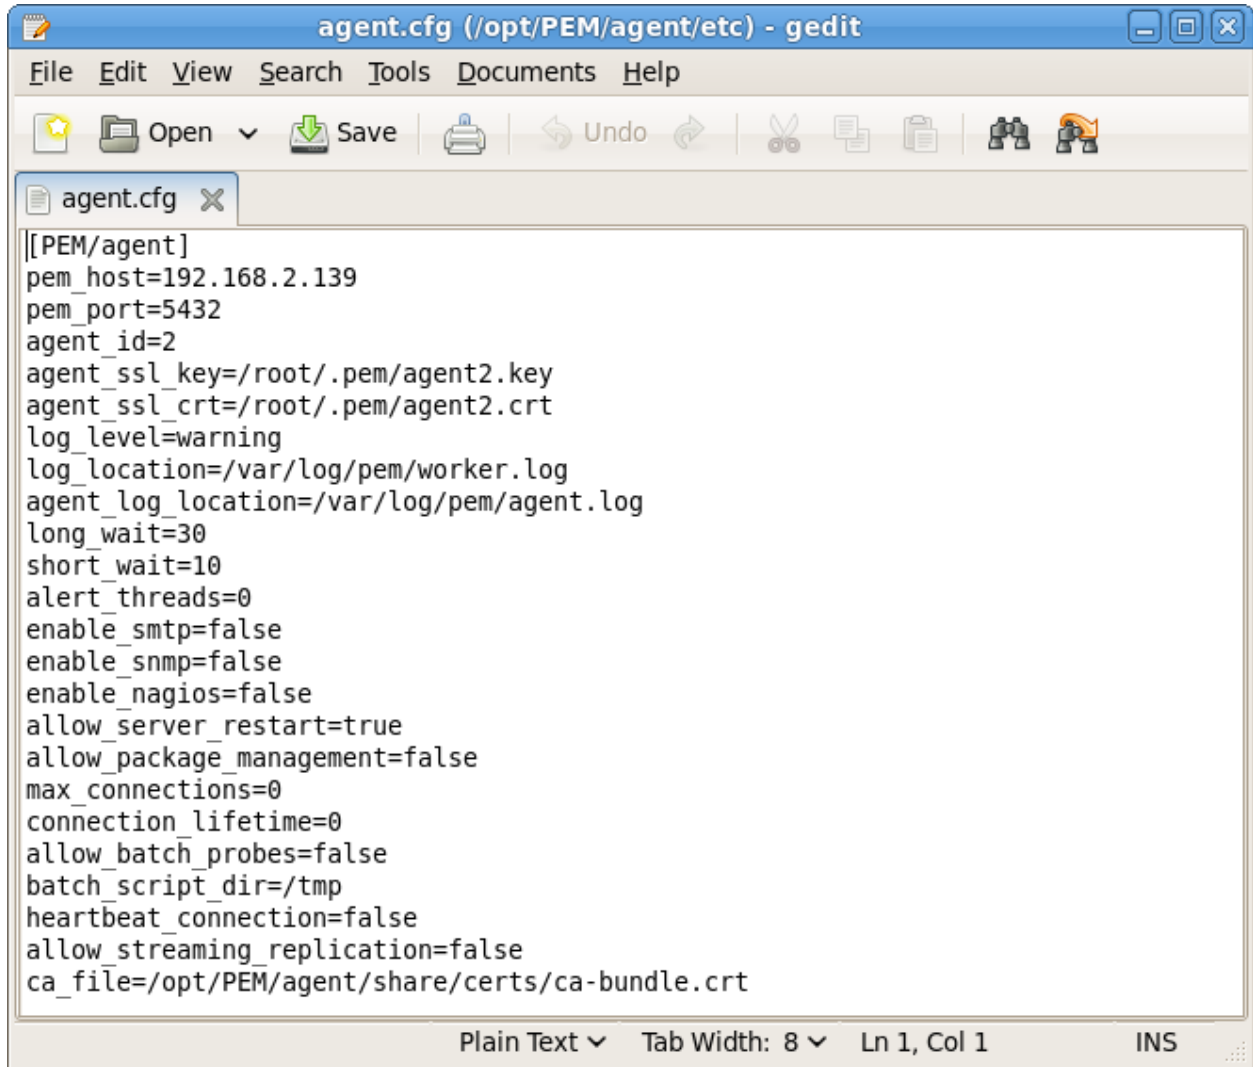 agent.cfg (/opt/PEM/agent/etc) - gedit
File Edit View Search Tools Documents Help
Open Save Undo
agent.cfg
[PEM/agent]
pem_host=192.168.2.139
pem_port=5432
agent_id=2
agent_ssl_key=/root/.pem/agent2.key
agent_ssl_crt=/root/.pem/agent2.crt
log_level=warning
log_location=/var/log/pem/worker.log
agent_log_location=/var/log/pem/agent.log
long_wait=30
short_wait=10
alert_threads=0
enable_smtp=false
enable_snmp=false
enable_nagios=false
allow_server_restart=true
allow_package_management=false
max_connections=0
connection_lifetime=0
allow_batch_probes=false
batch_script_dir=/tmp
heartbeat_connection=false
allow_streaming_replication=false
ca_file=/opt/PEM/agent/share/certs/ca-bundle.crt
Plain Text Tab Width: 8 Ln 1, Col 1 INS